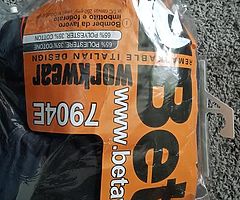 Bomber da lavoro
imbottito e foderato
65% POLIESTERE, 35% COTONE
65% POLYESTER, 35% COTTON
workwear
7904E
REMARKABLE ITALIAN DESIGN
Bet
www.beta